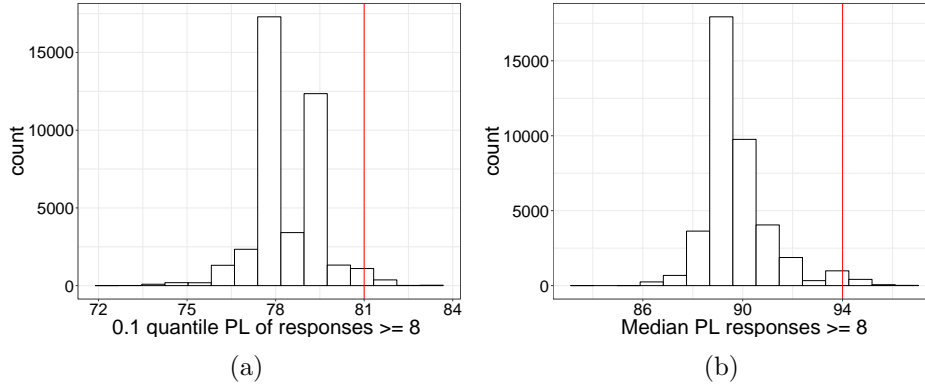 15000
10000
5000
0
count
72 75 78 81 84
0.1 quantile PL of responses >= 8
(a)
15000
10000
5000
0
count
86 90 94
Median PL responses >= 8
(b)